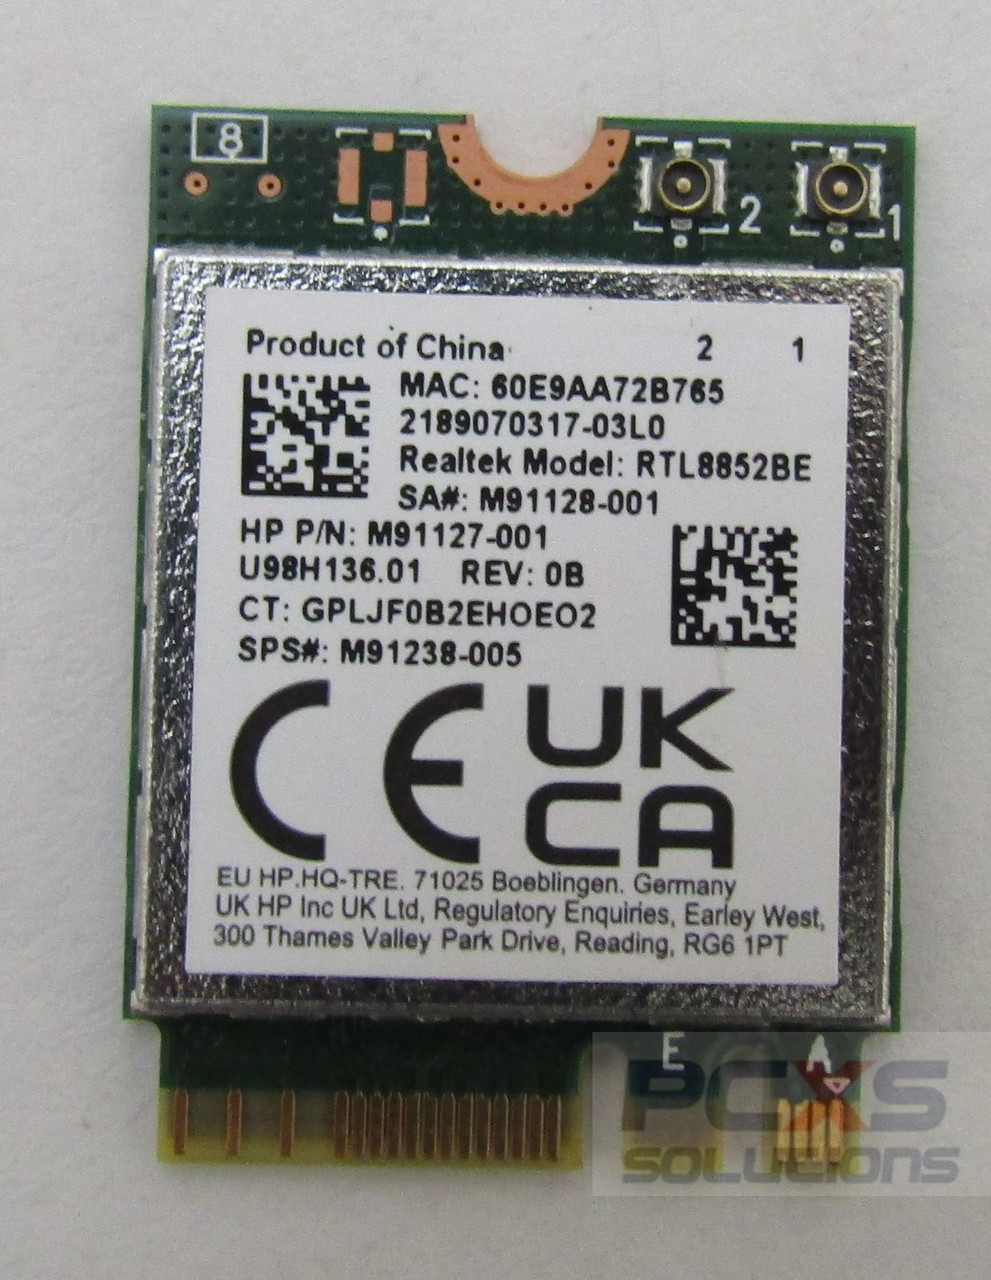 8
2
1
Product of China 2 1
MAC: 60E9AA72B765
2189070317-03L0
Realtek Model: RTL8852BE
SA#: M91128-001
HP P/N: M91127-001
U98H136.01 REV: 0B
CT: GPLJF0B2EHOEO2
SPS#: M91238-005
CE UK
CA
EU HP.HQ-TRE. 71025 Boeblingen. Germany
UK HP Inc UK Ltd, Regulatory Enquiries, Earley West,
300 Thames Valley Park Drive, Reading, RG6 1PT
E A
PCXS
SOLUTIONS